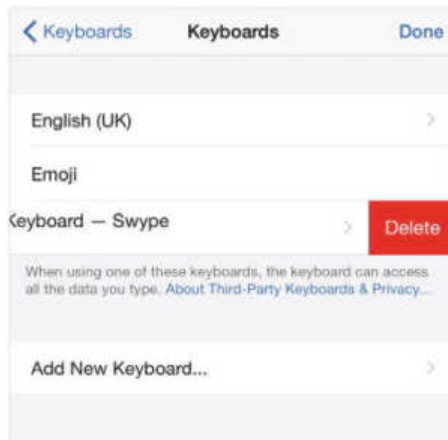 Keyboards Keyboards Done
English (UK)
Emoji
Keyboard — Swype Delete
When using one of these keyboards, the keyboard can access
all the data you type. About Third-Party Keyboards & Privacy...
Add New Keyboard...